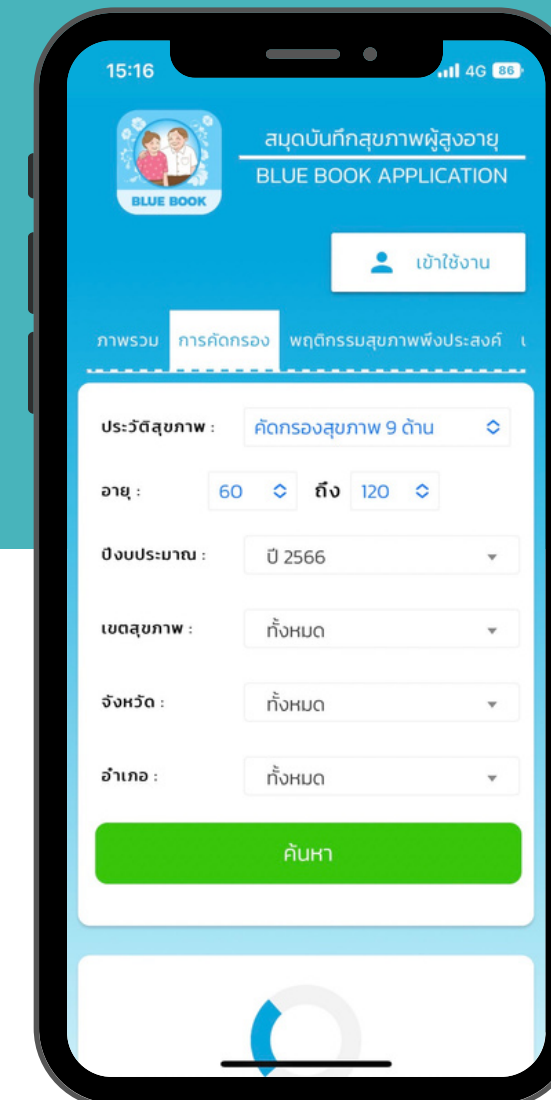 15:16
4G 86
สมุดบันทึกสุขภาพผู้สูงอายุ
BLUE BOOK APPLICATION
BLUE BOOK
เข้าใช้งาน
ภาพรวม การคัดกรอง พฤติกรรมสุขภาพพึงประสงค์
ประวัติสุขภาพ : คัดกรองสุขภาพ 9 ด้าน
อายุ : 60 ถึง 120
ปีงบประมาณ : ปี 2566
เขตสุขภาพ : ทั้งหมด
จังหวัด : ทั้งหมด
อำเภอ : ทั้งหมด
ค้นหา